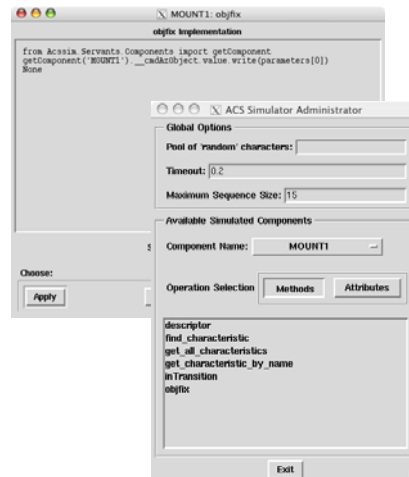 MOUNT1: objfix
objfix Implementation
from Acssim.Servants.Components import getComponent
getComponent('MOUNT1').__cmdAzObject.value.write(parameters[0])
None
Choose:
Apply
ACS Simulator Administrator
Global Options
Pool of 'random' characters:
Timeout: 0.2
Maximum Sequence Size: 15
Available Simulated Components
Component Name: MOUNT1
Operation Selection Methods Attributes
descriptor
find_characteristic
get_all_characteristics
get_characteristic_by_name
inTransition
objfix
Exit